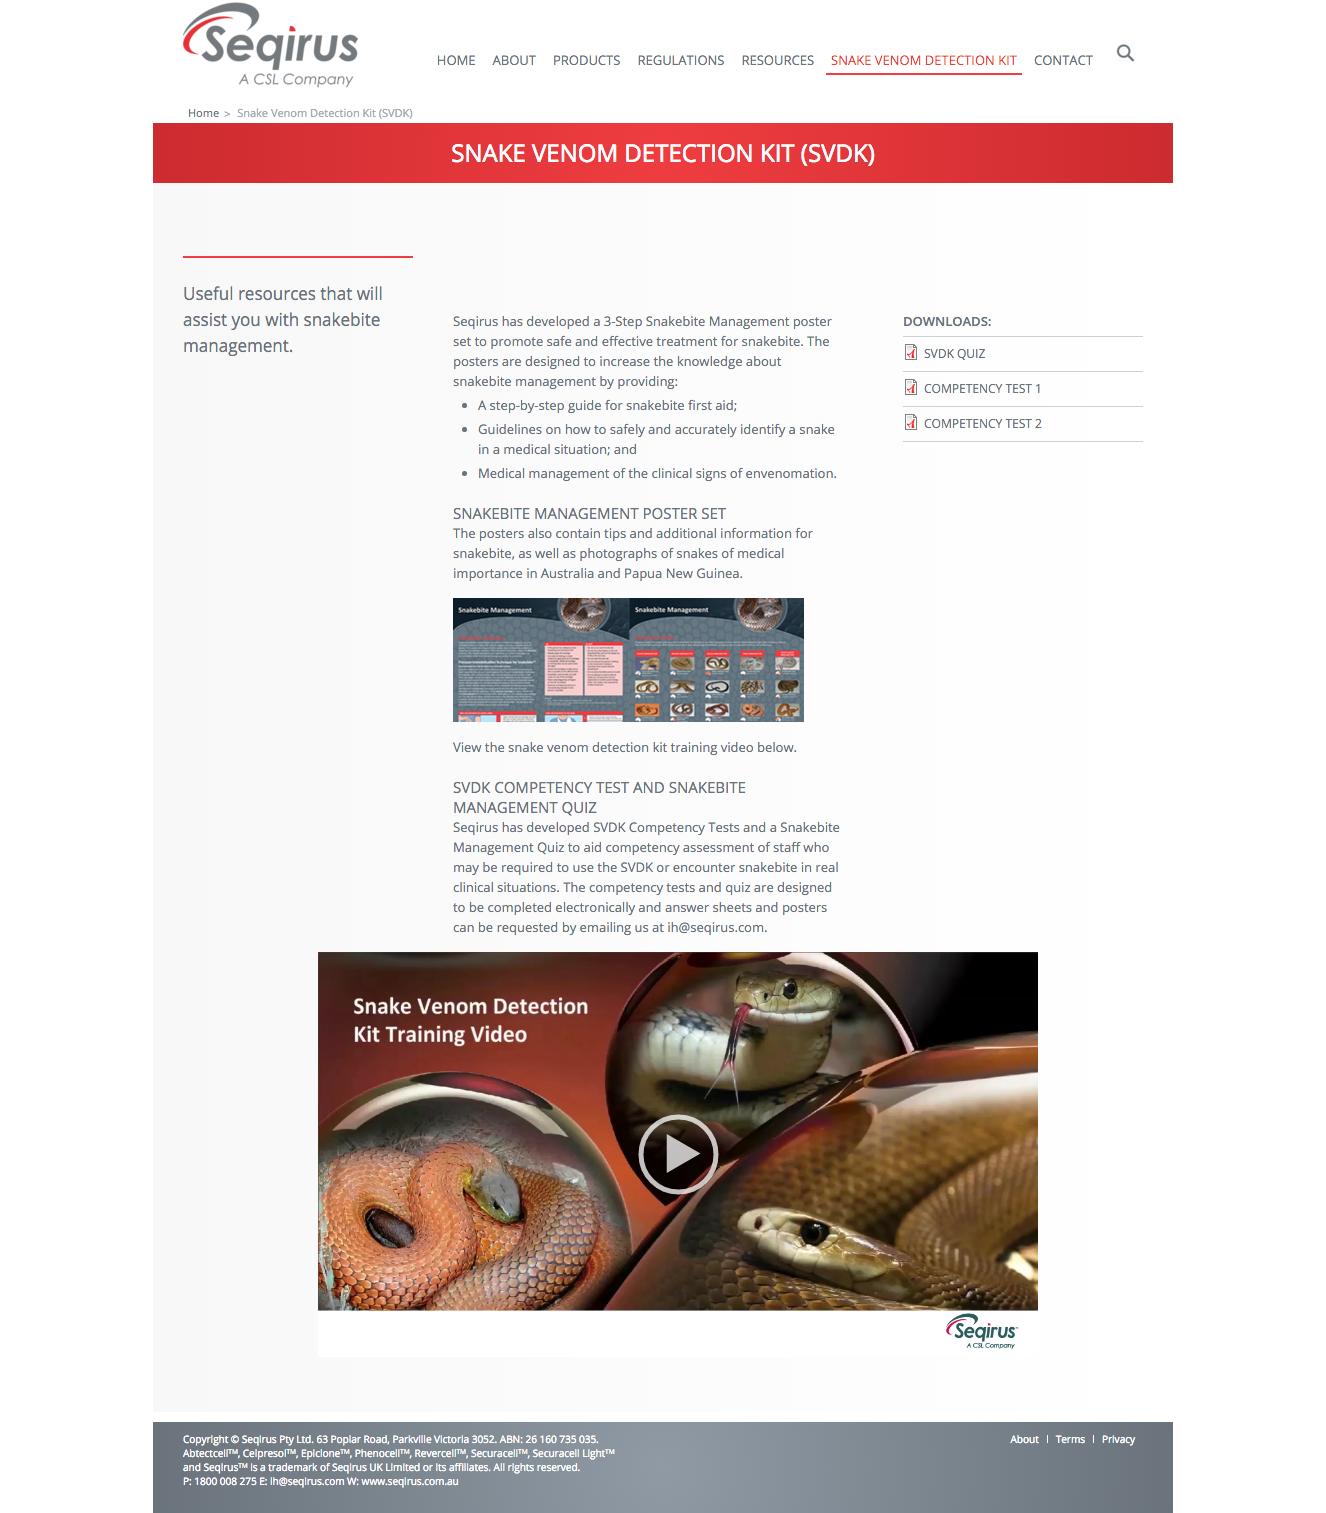 Seqirus
A CSL Company
HOME ABOUT PRODUCTS REGULATIONS RESOURCES SNAKE VENOM DETECTION KIT CONTACT
Home > Snake Venom Detection Kit (SVDK)
SNAKE VENOM DETECTION KIT (SVDK)
Useful resources that will
assist you with snakebite
management.
Seqirus has developed a 3-Step Snakebite Management poster
set to promote safe and effective treatment for snakebite. The
posters are designed to increase the knowledge about
snakebite management by providing:
• A step-by-step guide for snakebite first aid;
• Guidelines on how to safely and accurately identify a snake
in a medical situation; and
• Medical management of the clinical signs of envenomation.
SNAKEBITE MANAGEMENT POSTER SET
The posters also contain tips and additional information for
snakebite, as well as photographs of snakes of medical
importance in Australia and Papua New Guinea.
Snakebite Management
Snakebite Management
View the snake venom detection kit training video below.
SVDK COMPETENCY TEST AND SNAKEBITE
MANAGEMENT QUIZ
Seqirus has developed SVDK Competency Tests and a Snakebite
Management Quiz to aid competency assessment of staff who
may be required to use the SVDK or encounter snakebite in real
clinical situations. The competency tests and quiz are designed
to be completed electronically and answer sheets and posters
can be requested by emailing us at ih@seqirus.com.
DOWNLOADS:
SVDK QUIZ
COMPETENCY TEST 1
COMPETENCY TEST 2
Snake Venom Detection
Kit Training Video
Seqirus
A CSL Company
Copyright © Seqirus Pty Ltd. 63 Poplar Road, Parkville Victoria 3052. ABN: 26 160 735 035.
Abtectcell™, Celpresol™, Epiclone™, Phenocell™, Revercell™, Securacell™, Securacell Light™
and Seqirus™ is a trademark of Seqirus UK Limited or its affiliates. All rights reserved.
P: 1800 008 275 E: ih@seqirus.com W: www.seqirus.com.au
About | Terms | Privacy